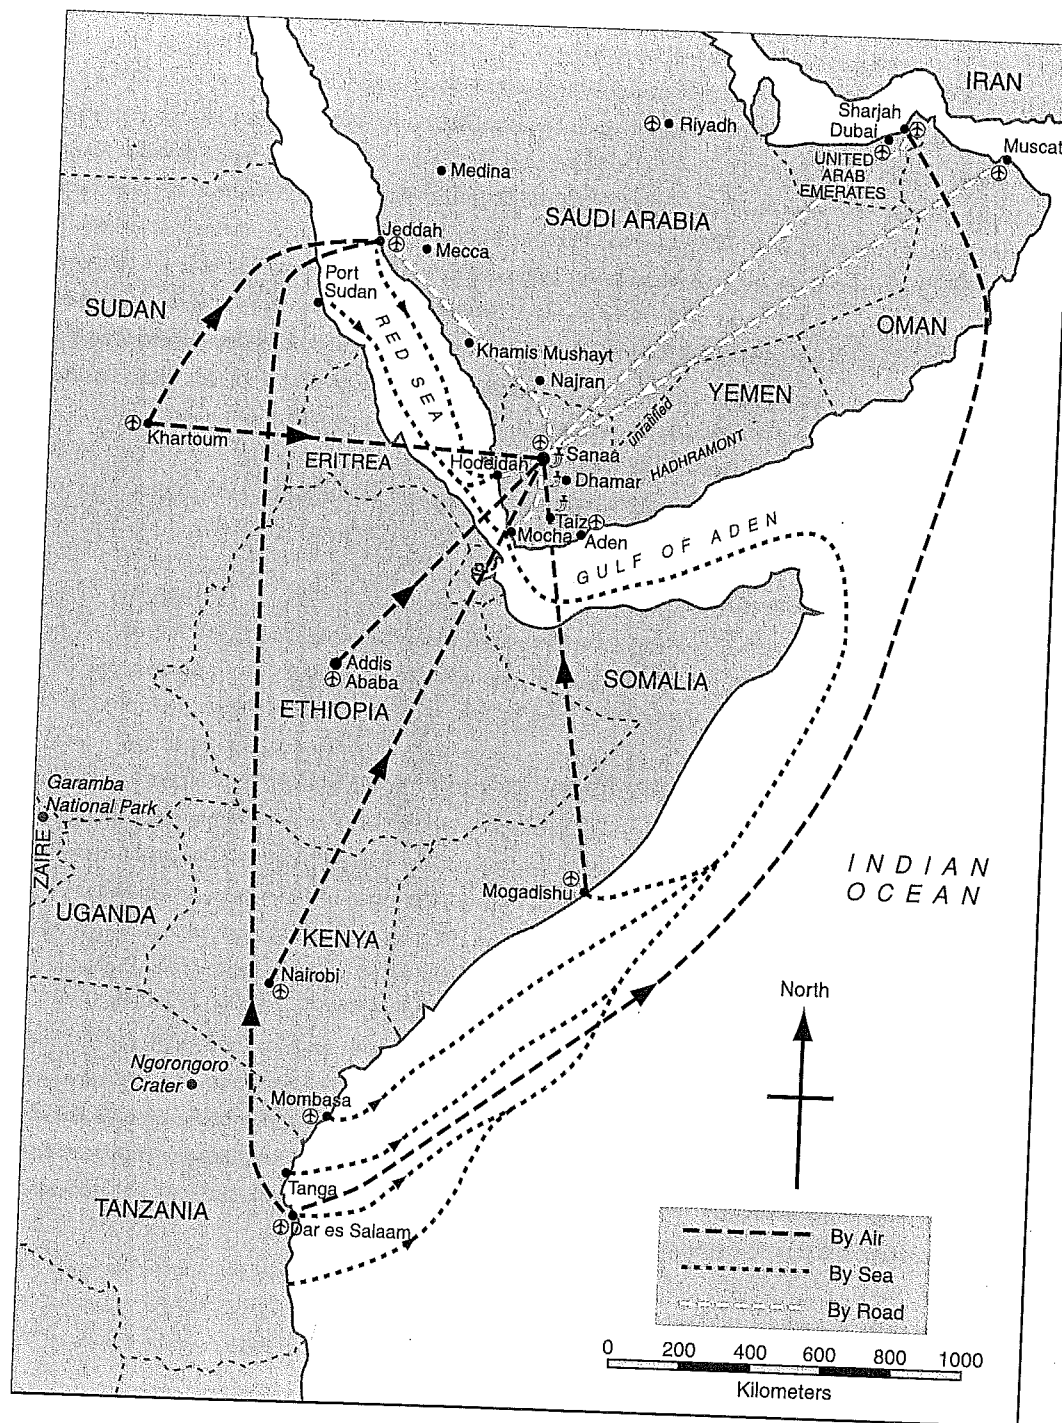 IRAN
Sharjah
Dubai
Riyadh
Muscat
UNITED
ARAB
EMERATES
Medina
SAUDI ARABIA
Jeddah
Mecca
Port
Sudan
SUDAN
RED SEA
OMAN
Khamis Mushayt
Najran
YEMEN
unratified
Khartoum
ERITREA
Hodeidah
Sanaa
HADHRAMONT
Dhamar
Taiz
Mocha
Aden
GULF OF ADEN
Addis
Ababa
SOMALIA
ETHIOPIA
Garamba
National Park
ZAIRE
INDIAN
OCEAN
Mogadishu
UGANDA
KENYA
Nairobi
North
Ngorongoro
Crater
Mombasa
Tanga
TANZANIA
Dar es Salaam
By Air
By Sea
By Road
0 200 400 600 800 1000
Kilometers